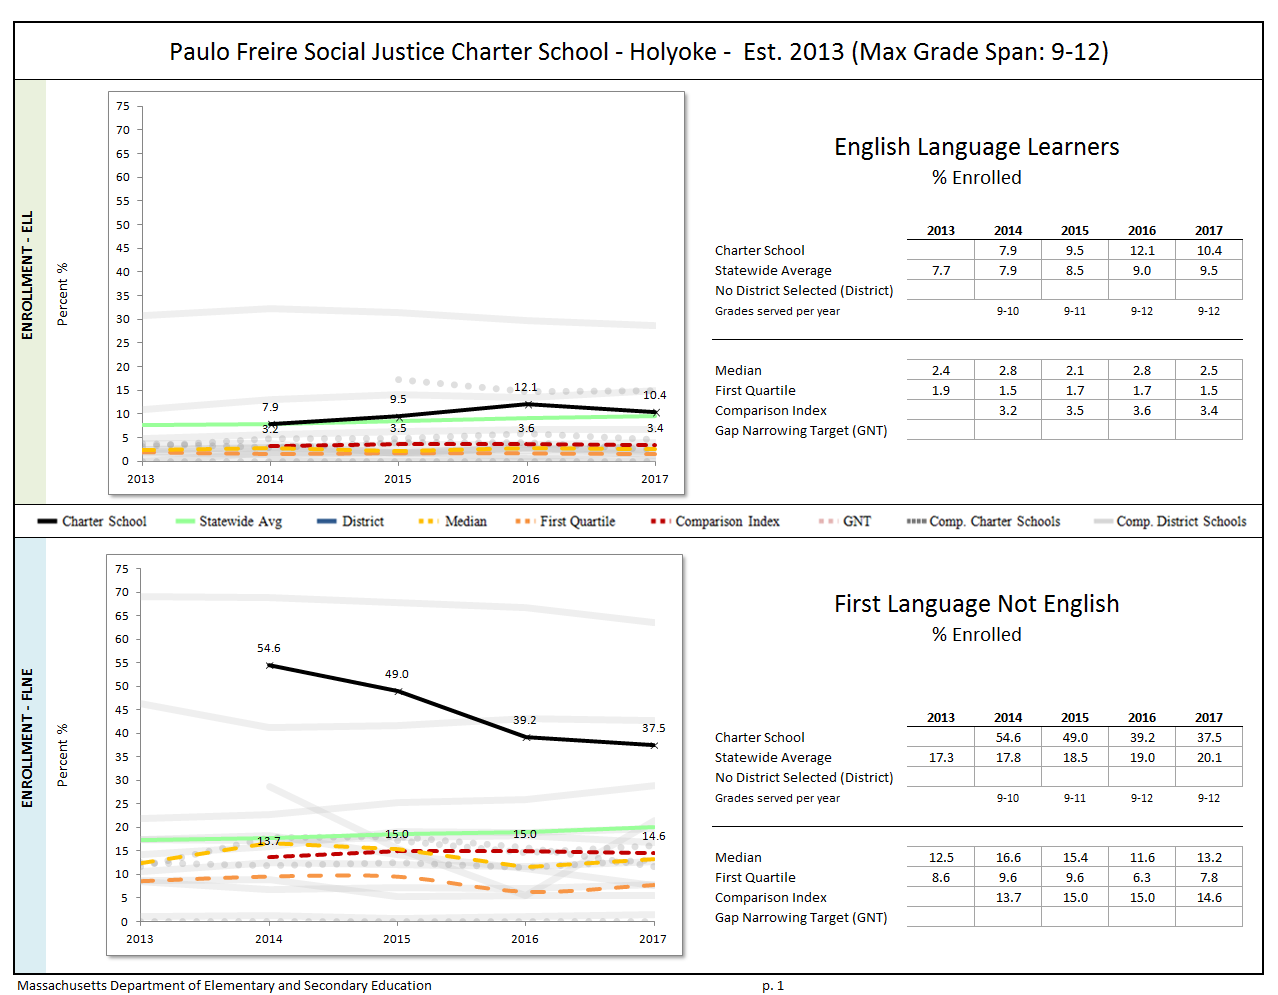 Paulo Freire Social Justice Charter School - Holyoke -  Est. 2013 (Max Grade Span: 9-12)
ENROLLMENT - ELL
Percent %
75
70
65
60
55
50
45
40
35
30
25
20
15
10
5
0
7.9
9.5
12.1
10.4
3.2
3.5
3.6
3.4
2013 2014 2015 2016 2017
English Language Learners
% Enrolled
2013 2014 2015 2016 2017
Charter School 7.9 9.5 12.1 10.4
Statewide Average 7.7 7.9 8.5 9.0 9.5
No District Selected (District)
Grades served per year 9-10 9-11 9-12 9-12
Median 2.4 2.8 2.1 2.8 2.5
First Quartile 1.9 1.5 1.7 1.7 1.5
Comparison Index 3.2 3.5 3.6 3.4
Gap Narrowing Target (GNT)
Charter School Statewide Avg District Median First Quartile Comparison Index GNT Comp. Charter Schools Comp. District Schools
ENROLLMENT - FLNE
Percent %
75
70
65
60
55
50
45
40
35
30
25
20
15
10
5
0
54.6
49.0
39.2
37.5
13.7
15.0
15.0
14.6
2013 2014 2015 2016 2017
First Language Not English
% Enrolled
2013 2014 2015 2016 2017
Charter School 54.6 49.0 39.2 37.5
Statewide Average 17.3 17.8 18.5 19.0 20.1
No District Selected (District)
Grades served per year 9-10 9-11 9-12 9-12
Median 12.5 16.6 15.4 11.6 13.2
First Quartile 8.6 9.6 9.6 6.3 7.8
Comparison Index 13.7 15.0 15.0 14.6
Gap Narrowing Target (GNT)
Massachusetts Department of Elementary and Secondary Education p. 1